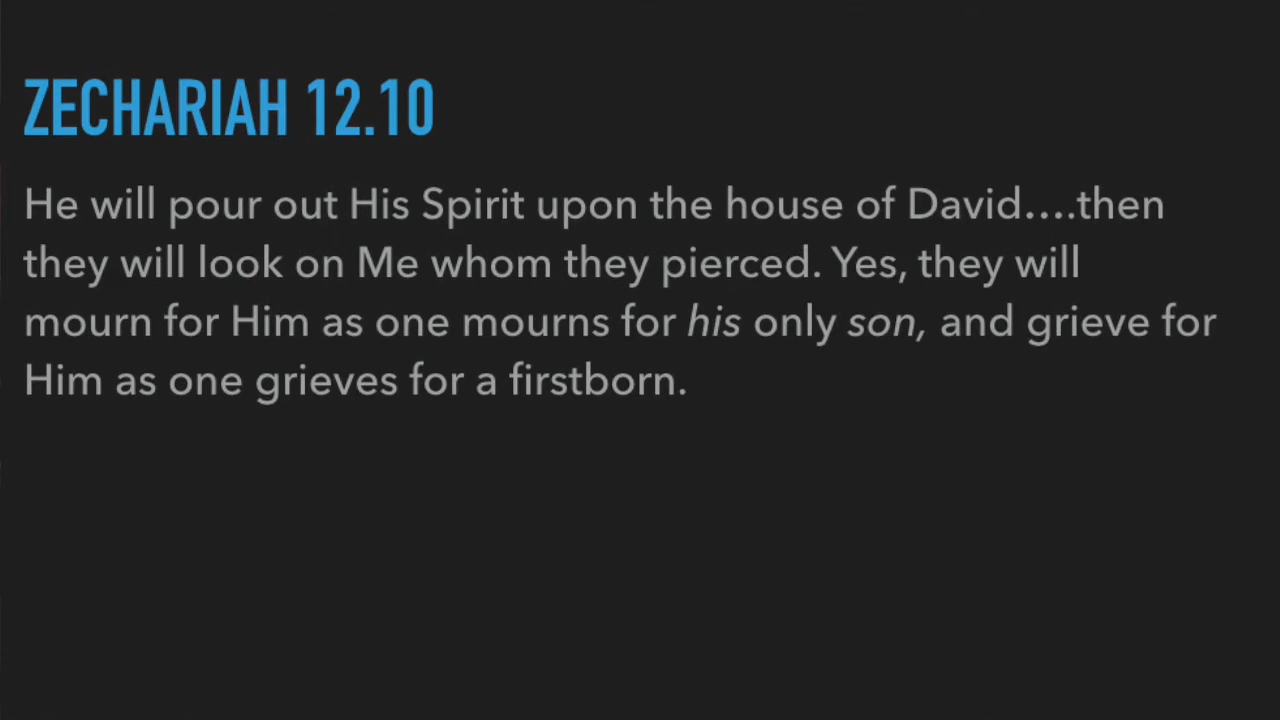 ZECHARIAH 12.10
He will pour out His Spirit upon the house of David....then
they will look on Me whom they pierced. Yes, they will
mourn for Him as one mourns for his only son, and grieve for
Him as one grieves for a firstborn.